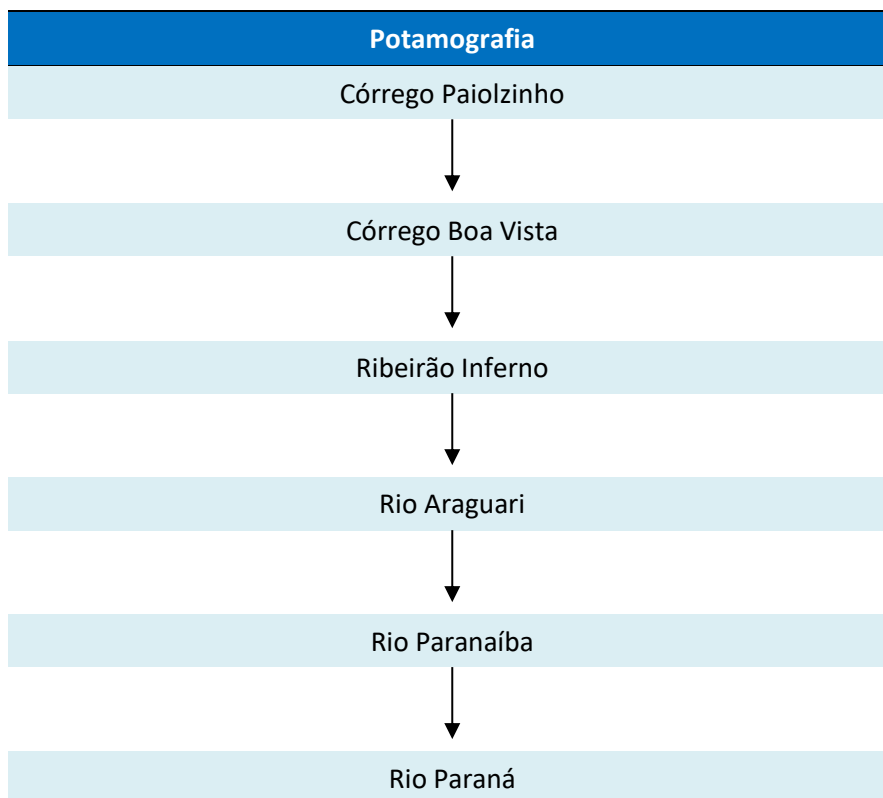 Potamografia
Córrego Paiolzinho
Córrego Boa Vista
Ribeirão Inferno
Rio Araguari
Rio Paranaíba
Rio Paraná